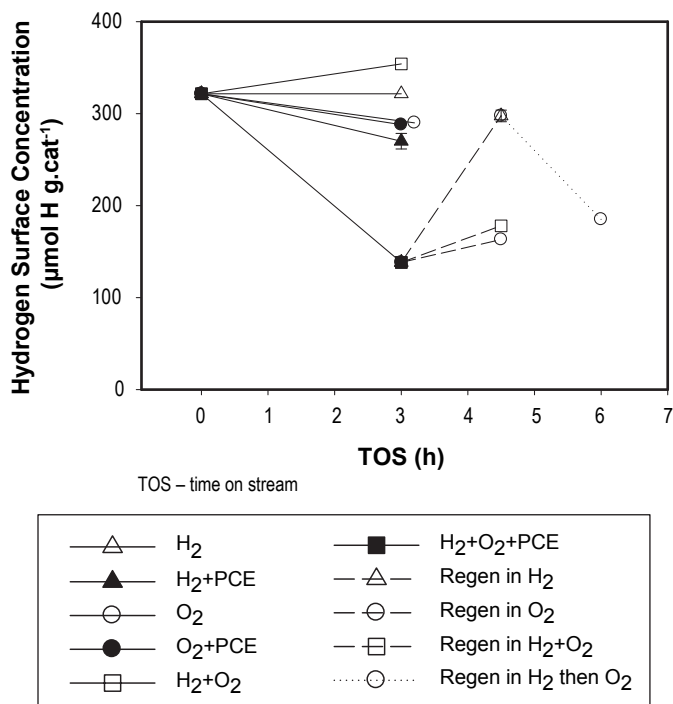 Hydrogen Surface Concentration
(µmol H g.cat⁻¹)
400
300
200
100
0
0 1 2 3 4 5 6 7
TOS (h)
TOS – time on stream
H₂
H₂+PCE
O₂
O₂+PCE
H₂+O₂
H₂+O₂+PCE
Regen in H₂
Regen in O₂
Regen in H₂+O₂
Regen in H₂ then O₂